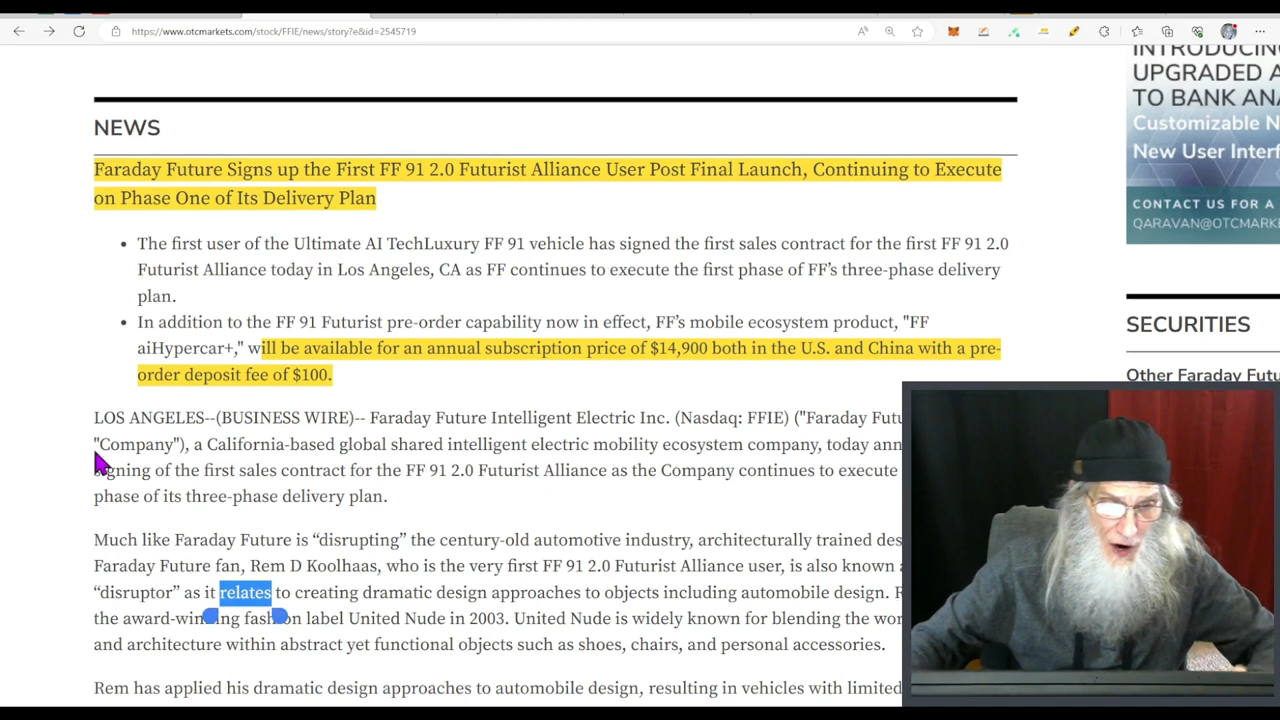 https://www.otcmarkets.com/stock/FFIE/news/story?e&id=2545719
INTRODUCING
UPGRADED A
TO BANK ANA
Customizable N
New User Interf
CONTACT US FOR A
QARAVAN@OTCMARKE
NEWS
Faraday Future Signs up the First FF 91 2.0 Futurist Alliance User Post Final Launch, Continuing to Execute
on Phase One of Its Delivery Plan
• The first user of the Ultimate AI TechLuxury FF 91 vehicle has signed the first sales contract for the first FF 91 2.0
Futurist Alliance today in Los Angeles, CA as FF continues to execute the first phase of FF’s three-phase delivery
plan.
• In addition to the FF 91 Futurist pre-order capability now in effect, FF’s mobile ecosystem product, "FF
aiHypercar+," will be available for an annual subscription price of $14,900 both in the U.S. and China with a pre-
order deposit fee of $100.
SECURITIES
Other Faraday Futu
LOS ANGELES--(BUSINESS WIRE)-- Faraday Future Intelligent Electric Inc. (Nasdaq: FFIE) ("Faraday Futu
"Company"), a California-based global shared intelligent electric mobility ecosystem company, today ann
signing of the first sales contract for the FF 91 2.0 Futurist Alliance as the Company continues to execute
phase of its three-phase delivery plan.
Much like Faraday Future is “disrupting” the century-old automotive industry, architecturally trained des
Faraday Future fan, Rem D Koolhaas, who is the very first FF 91 2.0 Futurist Alliance user, is also known a
“disruptor” as it relates to creating dramatic design approaches to objects including automobile design. R
the award-winning fashion label United Nude in 2003. United Nude is widely known for blending the wor
and architecture within abstract yet functional objects such as shoes, chairs, and personal accessories.
Rem has applied his dramatic design approaches to automobile design, resulting in vehicles with limited